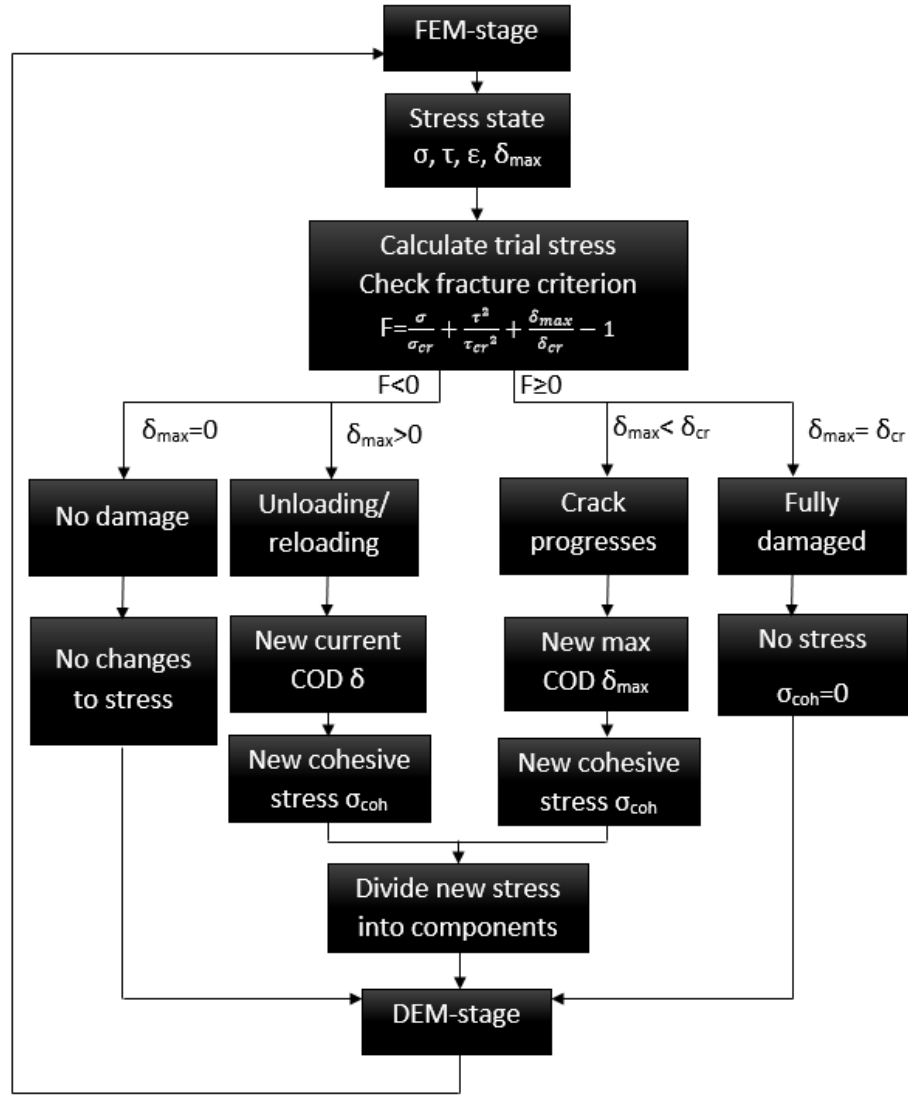 FEM-stage
Stress state
σ, τ, ε, δmax
Calculate trial stress
Check fracture criterion
F=σ/σcr + τ²/τcr² + δmax/δcr − 1
F<0
F≥0
δmax=0
δmax>0
δmax< δcr
δmax= δcr
No damage
Unloading/
reloading
Crack
progresses
Fully
damaged
No changes
to stress
New current
COD δ
New max
COD δmax
No stress
σcoh=0
New cohesive
stress σcoh
New cohesive
stress σcoh
Divide new stress
into components
DEM-stage